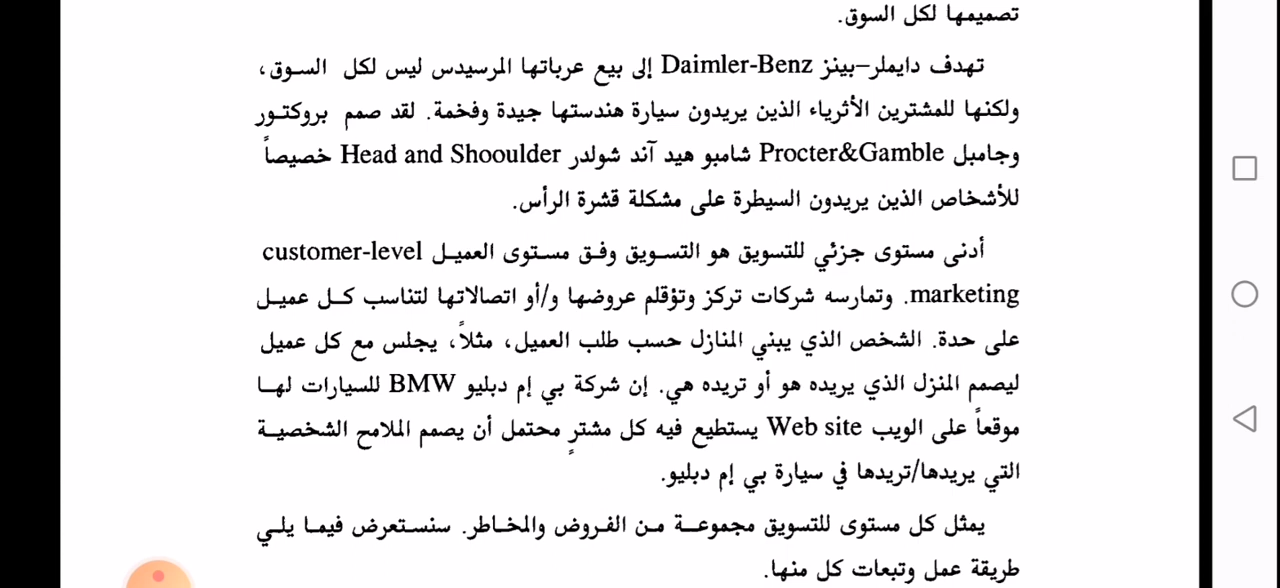 تصميمها لكل السوق.
تهدف دايملر-بينز Daimler-Benz إلى بيع عرباتها المرسيدس ليس لكل السوق،
ولكنها للمشترين الأثرياء الذين يريدون سيارة هندستها جيدة وفخمة. لقد صمم بروكتور
وجامبل Procter&Gamble شامبو هيد آند شولدر Head and Shooulder خصيصاً
للأشخاص الذين يريدون السيطرة على مشكلة قشرة الرأس.
أدنى مستوى جزئي للتسويق هو التسويق وفق مستوى العميل customer-level
marketing. وتمارسه شركات تركز وتؤقلم عروضها و/أو اتصالاتها لتناسب كل عميل
على حدة. الشخص الذي يبني المنازل حسب طلب العميل، مثلاً، يجلس مع كل عميل
ليصمم المنزل الذي يريده هو أو تريده هي. إن شركة بي إم دبليو BMW للسيارات لها
موقعاً على الويب Web site يستطيع فيه كل مشترٍ محتمل أن يصمم الملامح الشخصية
التي يريدها/تريدها في سيارة بي إم دبليو.
يمثل كل مستوى للتسويق مجموعة من الفروض والمخاطر. سنستعرض فيما يلي
طريقة عمل وتبعات كل منها.